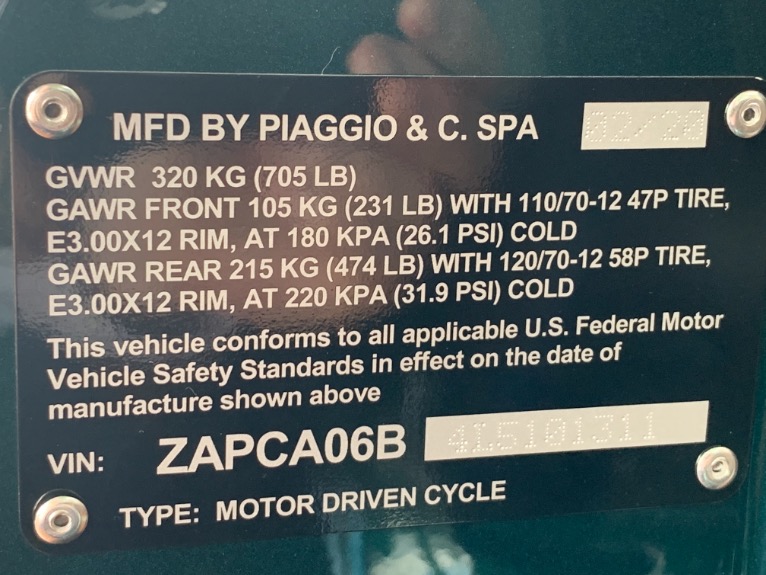 MFD BY PIAGGIO & C. SPA 02/20
GVWR 320 KG (705 LB)
GAWR FRONT 105 KG (231 LB) WITH 110/70-12 47P TIRE,
E3.00X12 RIM, AT 180 KPA (26.1 PSI) COLD
GAWR REAR 215 KG (474 LB) WITH 120/70-12 58P TIRE,
E3.00X12 RIM, AT 220 KPA (31.9 PSI) COLD
This vehicle conforms to all applicable U.S. Federal Motor
Vehicle Safety Standards in effect on the date of
manufacture shown above
VIN: ZAPCA06B 4L5101311
TYPE: MOTOR DRIVEN CYCLE